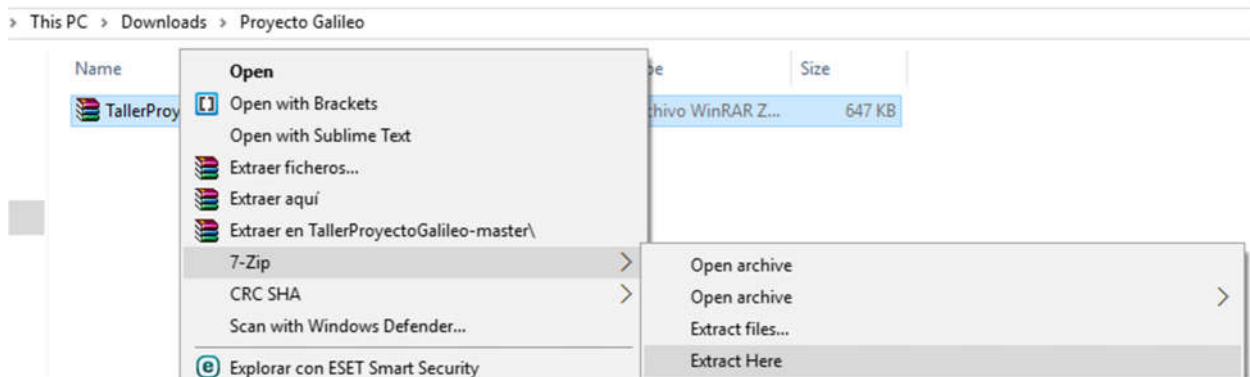 > This PC > Downloads > Proyecto Galileo
Name
Size
TallerProy
WinRAR Z...
647 KB
Open
Open with Brackets
Open with Sublime Text
Extraer ficheros...
Extraer aquí
Extraer en TallerProyectoGalileo-master\
7-Zip
CRC SHA
Scan with Windows Defender...
Explorar con ESET Smart Security
Open archive
Open archive
Extract files...
Extract Here